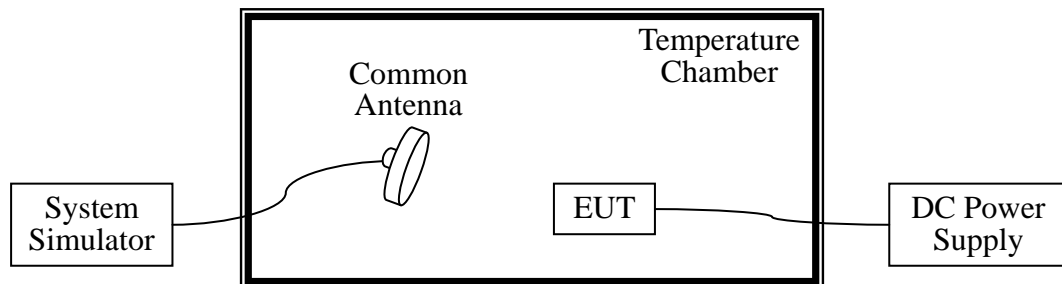 Temperature
Chamber
Common
Antenna
System
Simulator
EUT
DC Power
Supply